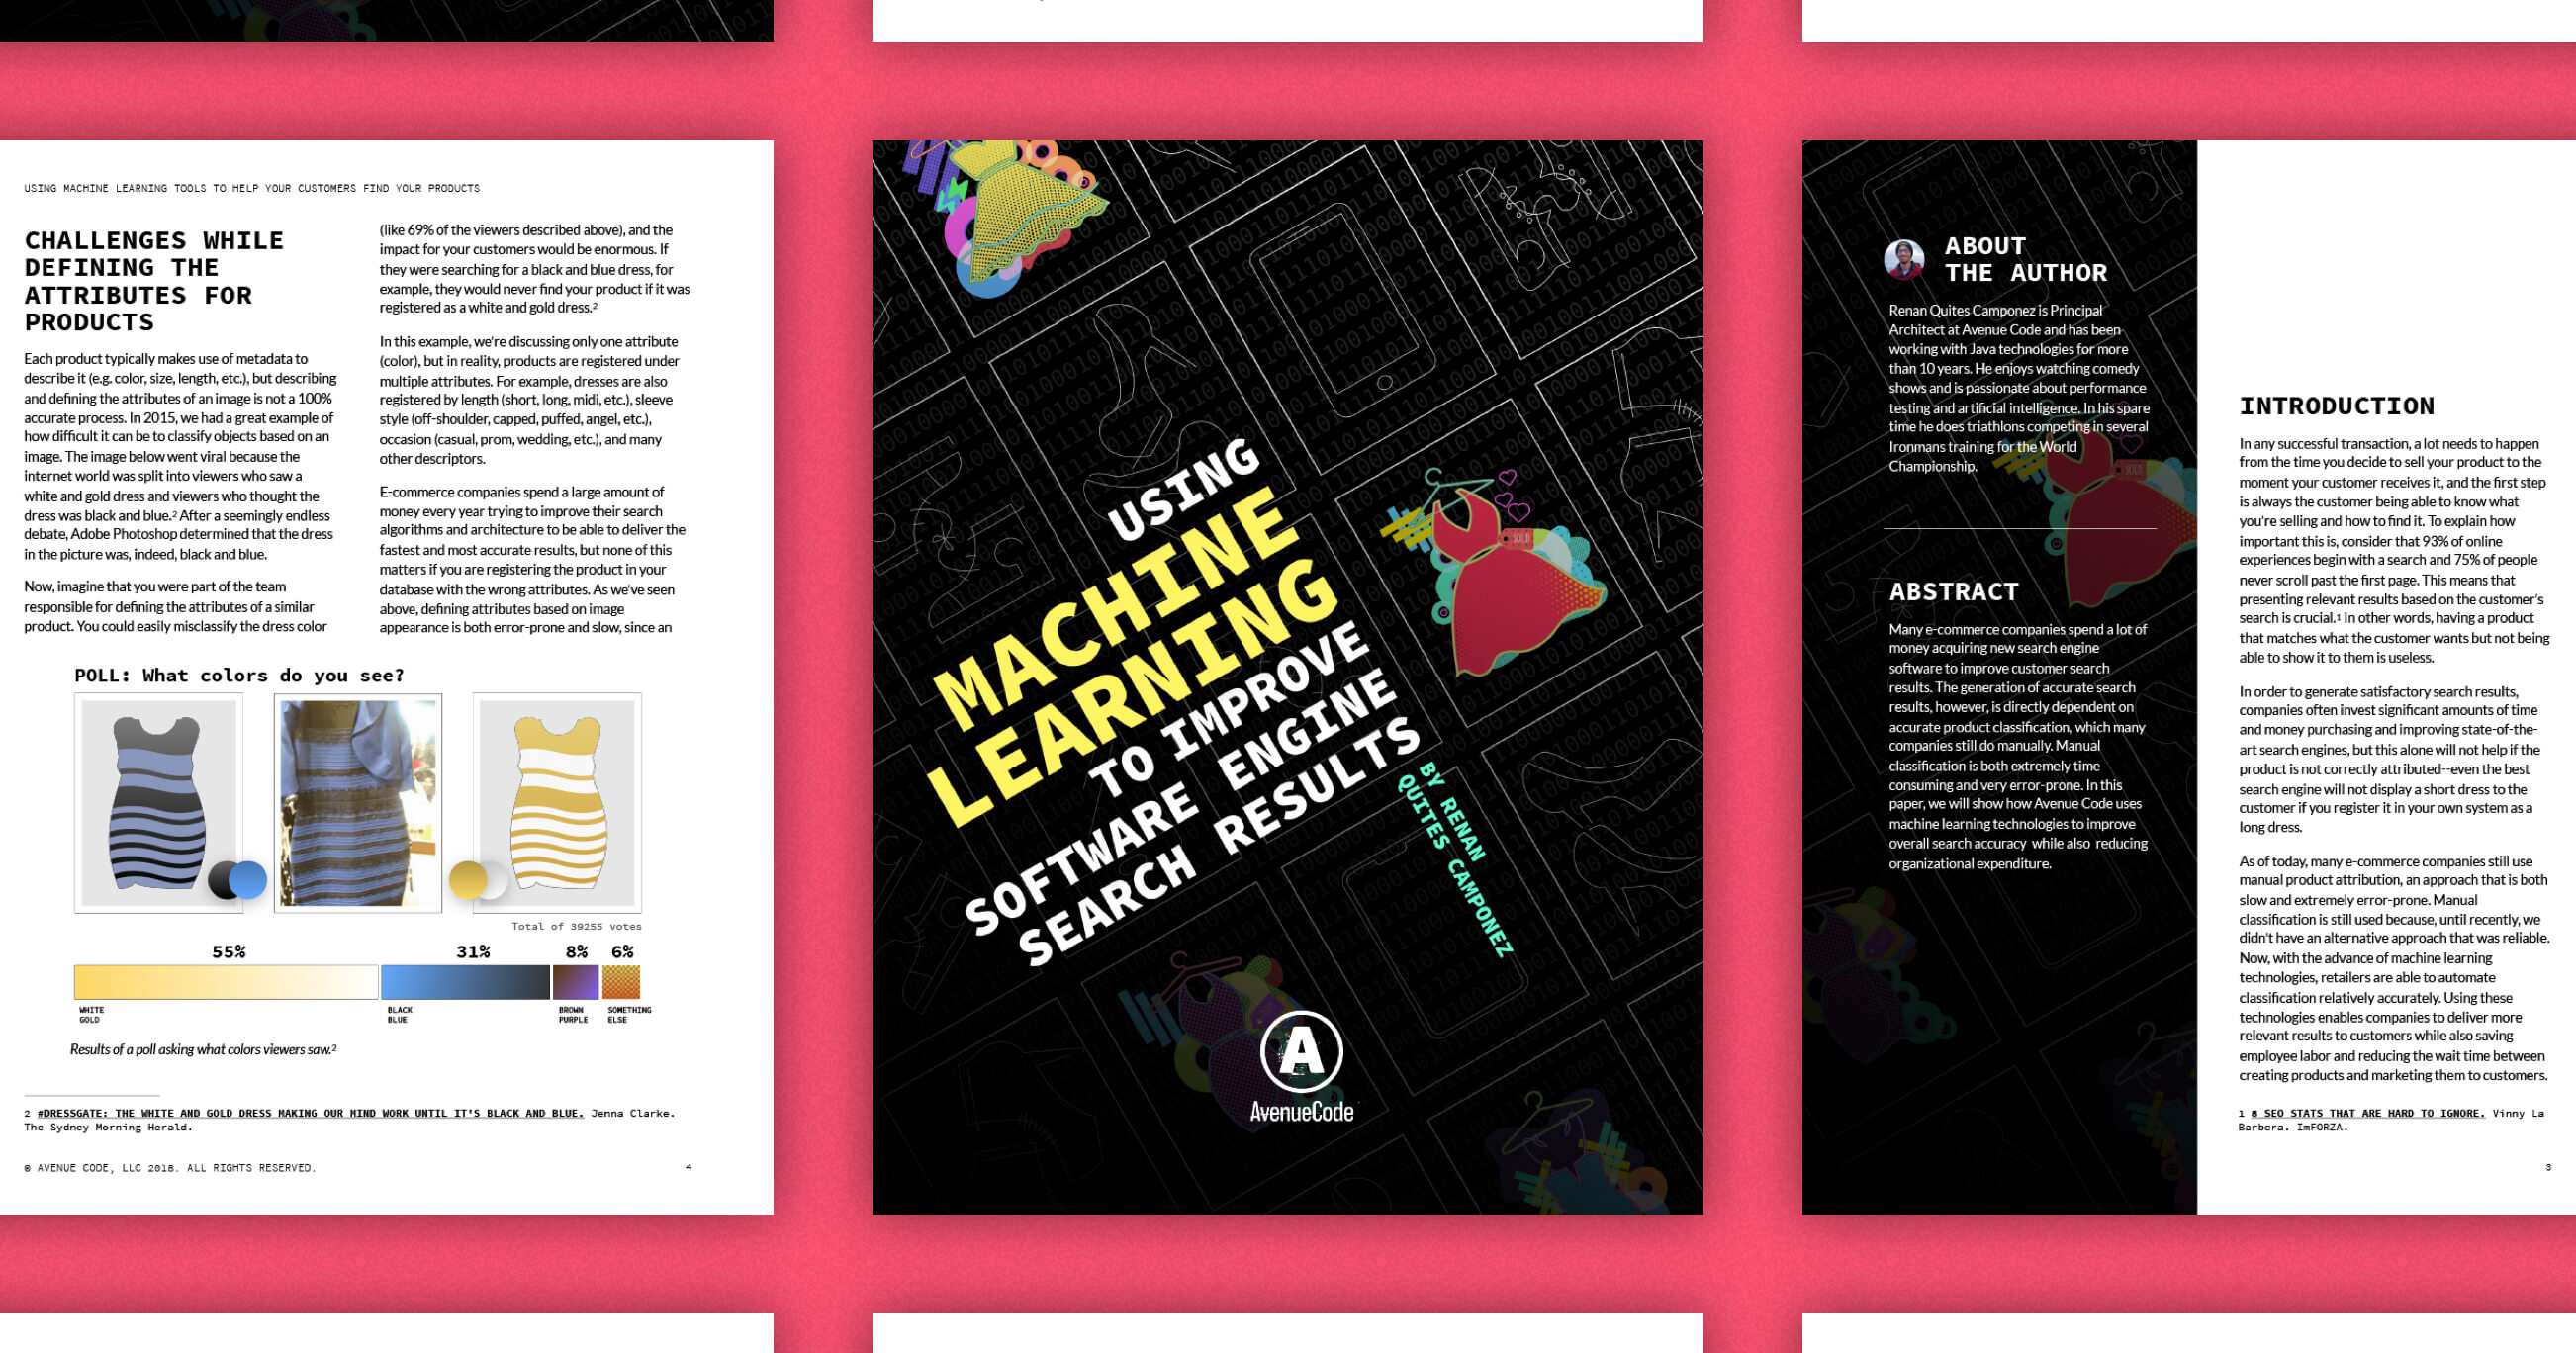 USING MACHINE LEARNING TOOLS TO HELP YOUR CUSTOMERS FIND YOUR PRODUCTS
CHALLENGES WHILE
DEFINING THE
ATTRIBUTES FOR
PRODUCTS
Each product typically makes use of metadata to
describe it (e.g. color, size, length, etc.), but describing
and defining the attributes of an image is not a 100%
accurate process. In 2015, we had a great example of
how difficult it can be to classify objects based on an
image. The image below went viral because the
internet world was split into viewers who saw a
white and gold dress and viewers who thought the
dress was black and blue.2 After a seemingly endless
debate, Adobe Photoshop determined that the dress
in the picture was, indeed, black and blue.
Now, imagine that you were part of the team
responsible for defining the attributes of a similar
product. You could easily misclassify the dress color
(like 69% of the viewers described above), and the
impact for your customers would be enormous. If
they were searching for a black and blue dress, for
example, they would never find your product if it was
registered as a white and gold dress.2
In this example, we're discussing only one attribute
(color), but in reality, products are registered under
multiple attributes. For example, dresses are also
registered by length (short, long, midi, etc.), sleeve
style (off-shoulder, capped, puffed, angel, etc.),
occasion (casual, prom, wedding, etc.), and many
other descriptors.
E-commerce companies spend a large amount of
money every year trying to improve their search
algorithms and architecture to be able to deliver the
fastest and most accurate results, but none of this
matters if you are registering the product in your
database with the wrong attributes. As we've seen
above, defining attributes based on image
appearance is both error-prone and slow, since an
POLL: What colors do you see?
Total of 39255 votes
55% 31% 8% 6%
WHITE GOLD
BLACK BLUE
BROWN PURPLE
SOMETHING ELSE
Results of a poll asking what colors viewers saw.2
2 #DRESSGATE: THE WHITE AND GOLD DRESS MAKING OUR MIND WORK UNTIL IT'S BLACK AND BLUE. Jenna Clarke.
The Sydney Morning Herald.
© AVENUE CODE, LLC 2018. ALL RIGHTS RESERVED.
4
USING
MACHINE
LEARNING
TO IMPROVE
SOFTWARE ENGINE
SEARCH RESULTS
BY RENAN
QUITES CAMPONEZ
SOLD
A
AvenueCode
ABOUT
THE AUTHOR
Renan Quites Camponez is Principal
Architect at Avenue Code and has been
working with Java technologies for more
than 10 years. He enjoys watching comedy
shows and is passionate about performance
testing and artificial intelligence. In his spare
time he does triathlons competing in several
Ironmans training for the World
Championship.
SOLD
ABSTRACT
Many e-commerce companies spend a lot of
money acquiring new search engine
software to improve customer search
results. The generation of accurate search
results, however, is directly dependent on
accurate product classification, which many
companies still do manually. Manual
classification is both extremely time
consuming and very error-prone. In this
paper, we will show how Avenue Code uses
machine learning technologies to improve
overall search accuracy while also reducing
organizational expenditure.
INTRODUCTION
In any successful transaction, a lot needs to happen
from the time you decide to sell your product to the
moment your customer receives it, and the first step
is always the customer being able to know what
you're selling and how to find it. To explain how
important this is, consider that 93% of online
experiences begin with a search and 75% of people
never scroll past the first page. This means that
presenting relevant results based on the customer's
search is crucial.1 In other words, having a product
that matches what the customer wants but not being
able to show it to them is useless.
In order to generate satisfactory search results,
companies often invest significant amounts of time
and money purchasing and improving state-of-the-
art search engines, but this alone will not help if the
product is not correctly attributed--even the best
search engine will not display a short dress to the
customer if you register it in your own system as a
long dress.
As of today, many e-commerce companies still use
manual product attribution, an approach that is both
slow and extremely error-prone. Manual
classification is still used because, until recently, we
didn't have an alternative approach that was reliable.
Now, with the advance of machine learning
technologies, retailers are able to automate
classification relatively accurately. Using these
technologies enables companies to deliver more
relevant results to customers while also saving
employee labor and reducing the wait time between
creating products and marketing them to customers.
1 8 SEO STATS THAT ARE HARD TO IGNORE. Vinny La
Barbera. ImFORZA.
3